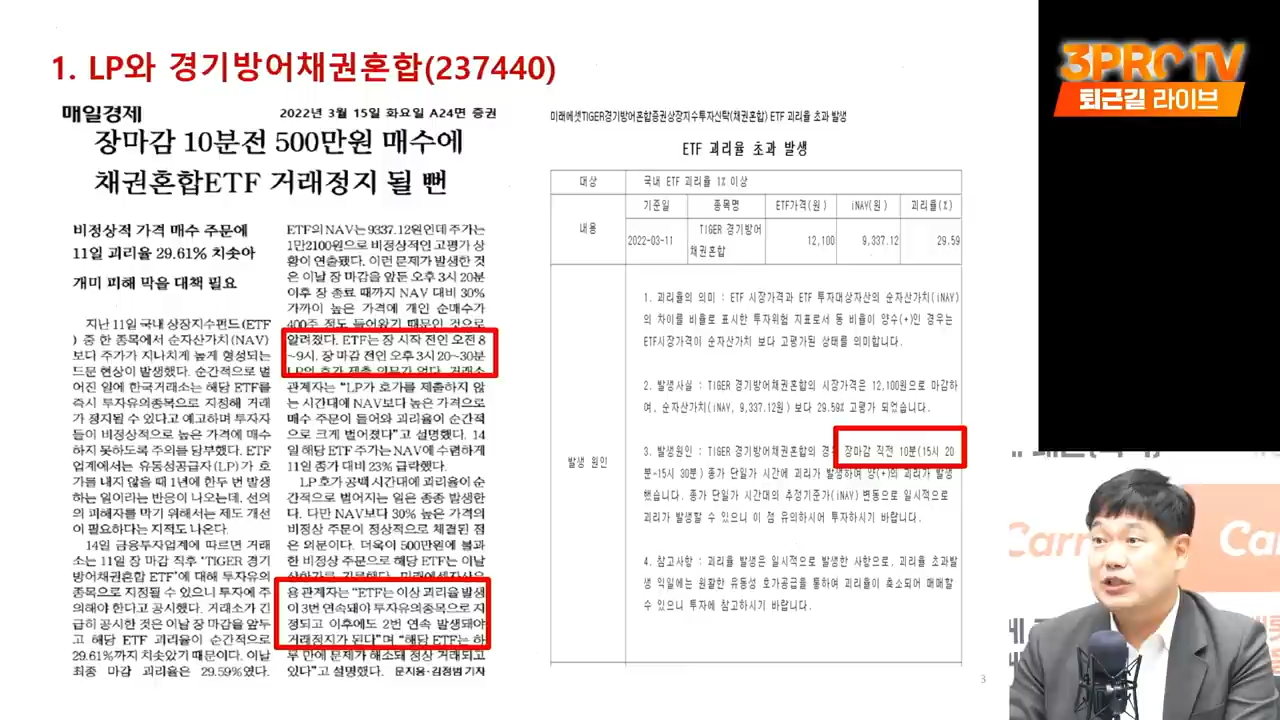 1. LP와 경기방어채권혼합(237440)
매일경제
2022년 3월 15일 화요일 A24면 증권
장마감 10분전 500만원 매수에
채권혼합ETF 거래정지 될 뻔
비정상적 가격 매수 주문에
11일 괴리율 29.61% 치솟아
개미 피해 막을 대책 필요
지난 11일 국내 상장지수펀드(ETF
) 중 한 종목에서 순자산가치(NAV)
보다 주가가 지나치게 높게 형성되는
드문 현상이 발생했다. 순간적으로 벌
어진 일에 한국거래소는 해당 ETF를
즉시 투자유의종목으로 지정해 거래
가 정지될 수 있다고 예고하며 투자자
들이 비정상적으로 높은 가격에 매수
하지 못하도록 주의를 당부했다. ETF
업계에서는 유동성공급자(LP)가 호
가를 내지 않을 때 1년에 한두 번 발생
하는 일이라는 반응이 나오는데, 선의
의 피해자를 막기 위해서는 제도 개선
이 필요하다는 지적도 나온다.
14일 금융투자업계에 따르면 거래
소는 11일 장 마감 직후 ‘TIGER 경기
방어채권혼합 ETF’에 대해 투자유의
종목으로 지정될 수 있으니 투자에 주
의해야 한다고 공시했다. 거래소가 긴
급히 공시한 것은 이날 장 마감을 앞두
고 해당 ETF 괴리율이 순간적으로
29.61%까지 치솟았기 때문이다. 이날
최종 마감 괴리율은 29.59%였다.
ETF의 NAV는 9337.12원인데 주가는
1만2100원으로 비정상적인 고평가 상
황이 연출됐다. 이런 문제가 발생한 것
은 이날 장 마감을 앞둔 오후 3시 20분
이후 장 종료 때까지 NAV 대비 30%
가까이 높은 가격에 개인 순매수가
400주 정도 들어왔기 때문인 것으로
알려졌다. ETF는 장 시작 전인 오전 8
~9시, 장 마감 전인 오후 3시 20~30분
LP의 호가 제출 의무가 없다. 거래소
관계자는 “LP가 호가를 제출하지 않
는 시간대에 NAV보다 높은 가격으로
매수 주문이 들어와 괴리율이 순간적
으로 크게 벌어졌다”고 설명했다. 14
일 해당 ETF 주가는 NAV에 수렴하게
11일 종가 대비 23% 급락했다.
LP 호가 공백 시간대에 괴리율이 순
간적으로 벌어지는 일은 종종 발생한
다. 다만 NAV보다 30% 높은 가격의
비정상 주문이 정상적으로 체결된 점
은 의문이다. 더욱이 500만원에 불과
한 비정상 주문으로 해당 ETF는 이날
용 관계자는 “ETF는 이상 괴리율 발생
이 3번 연속돼야 투자유의종목으로 지
정되고 이후에도 2번 연속 발생돼야
거래정지가 된다”며 “해당 ETF는 하
루 만에 문제가 해소돼 정상 거래되고
있다”고 설명했다. 문지웅·김정범 기자
미래에셋TIGER경기방어채권혼합증권상장지수투자신탁(채권혼합) ETF 괴리율 초과 발생
ETF 괴리율 초과 발생
대상 국내 ETF 괴리율 1% 이상
내용 기준일 종목명 ETF가격(원) iNAV(원) 괴리율(%)
2022-03-11 TIGER 경기방어채권혼합 12,100 9,337.12 29.59
발생 원인
1. 괴리율의 의미 : ETF 시장가격과 ETF 투자대상자산의 순자산가치(iNAV)
의 차이를 비율로 표시한 투자위험 지표로서 동 비율이 양수(+)인 경우는
ETF시장가격이 순자산가치 보다 고평가된 상태를 의미합니다.
2. 발생사실 : TIGER 경기방어채권혼합의 시장가격은 12,100원으로 마감하
여, 순자산가치(iNAV, 9,337.12원) 보다 29.59% 고평가 되었습니다.
3. 발생원인 : TIGER 경기방어채권혼합의 경우 장마감 직전 10분(15시 20
분~15시 30분) 종가 단일가 시간에 괴리가 발생하여 양(+)의 괴리가 발생
했습니다. 종가 단일가 시간대의 추정기준가(iNAV) 변동으로 일시적으로
괴리가 발생할 수 있으니 이 점 유의하시어 투자하시기 바랍니다.
4. 참고사항 : 괴리율 발생은 일시적으로 발생한 사항으로, 괴리율 초과발
생 익일에는 원활한 유동성 호가공급을 통하여 괴리율이 축소되어 매매할
수 있으니 투자에 참고하시기 바랍니다.
3
3PRO TV
퇴근길 라이브
Carr
Ca